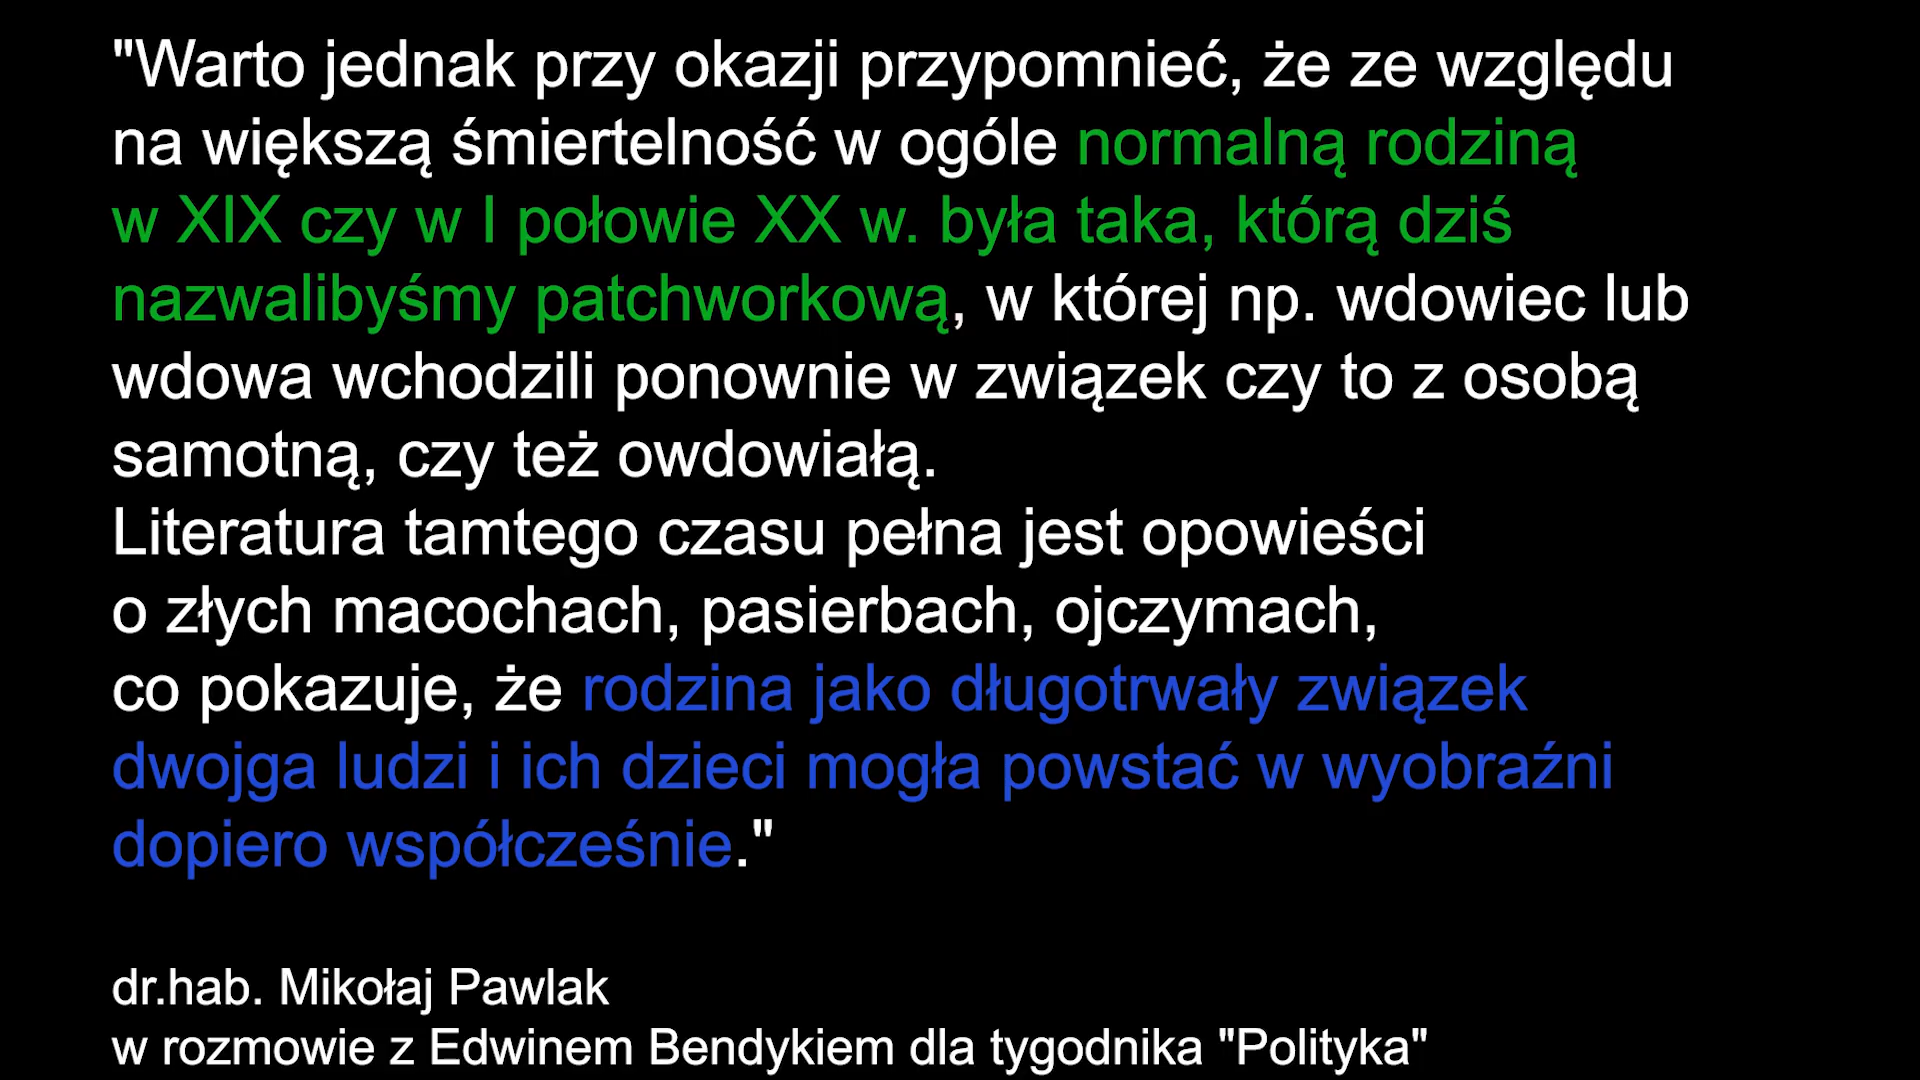 "Warto jednak przy okazji przypomnieć, że ze względu
na większą śmiertelność w ogóle normalną rodziną
w XIX czy w I połowie XX w. była taka, którą dziś
nazwalibyśmy patchworkową, w której np. wdowiec lub
wdowa wchodzili ponownie w związek czy to z osobą
samotną, czy też owdowiałą.
Literatura tamtego czasu pełna jest opowieści
o złych macochach, pasierbach, ojczymach,
co pokazuje, że rodzina jako długotrwały związek
dwojga ludzi i ich dzieci mogła powstać w wyobraźni
dopiero współcześnie."
dr.hab. Mikołaj Pawlak
w rozmowie z Edwinem Bendykiem dla tygodnika "Polityka"